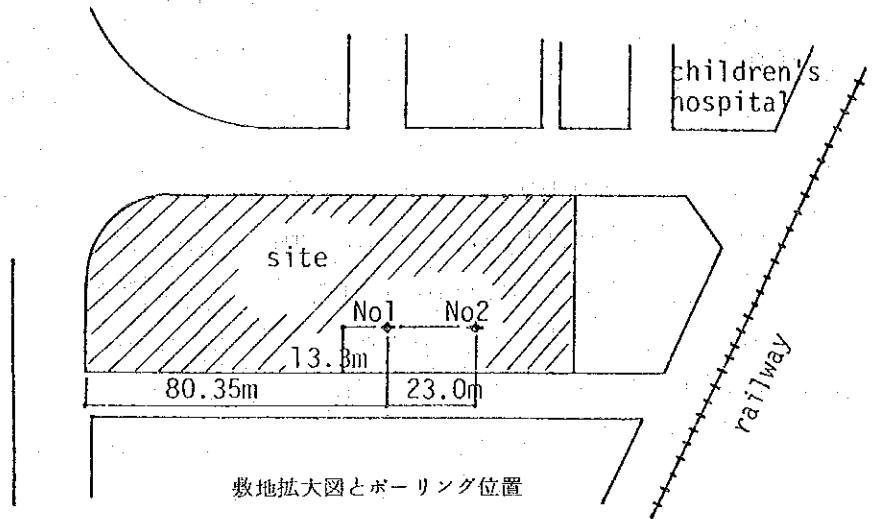 children's
hospital
site
No1
No2
13.3m
80.35m
23.0m
railway
敷地拡大図とボーリング位置